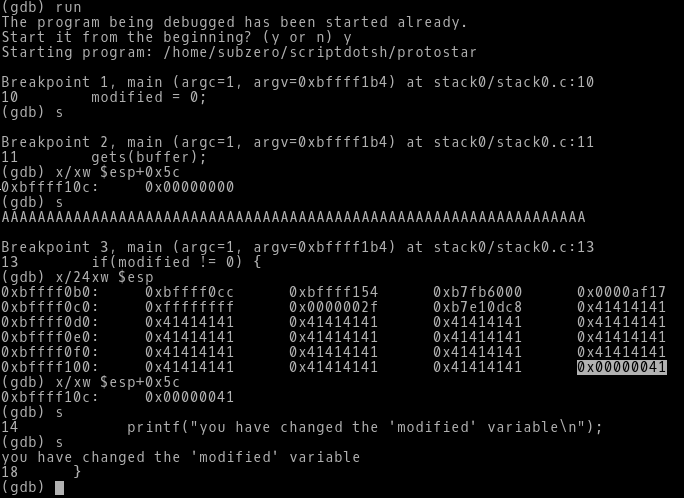 (gdb) run
The program being debugged has been started already.
Start it from the beginning? (y or n) y
Starting program: /home/subzero/scriptdotsh/protostar

Breakpoint 1, main (argc=1, argv=0xbffff1b4) at stack0/stack0.c:10
10        modified = 0;
(gdb) s

Breakpoint 2, main (argc=1, argv=0xbffff1b4) at stack0/stack0.c:11
11        gets(buffer);
(gdb) x/xw $esp+0x5c
0xbffff10c:     0x00000000
(gdb) s
AAAAAAAAAAAAAAAAAAAAAAAAAAAAAAAAAAAAAAAAAAAAAAAAAAAAAAAAAAAAAAAAA

Breakpoint 3, main (argc=1, argv=0xbffff1b4) at stack0/stack0.c:13
13        if(modified != 0) {
(gdb) x/24xw $esp
0xbffff0b0:     0xbffff0cc      0xbffff154      0xb7fb6000      0x0000af17
0xbffff0c0:     0xffffffff      0x0000002f      0xb7e10dc8      0x41414141
0xbffff0d0:     0x41414141      0x41414141      0x41414141      0x41414141
0xbffff0e0:     0x41414141      0x41414141      0x41414141      0x41414141
0xbffff0f0:     0x41414141      0x41414141      0x41414141      0x41414141
0xbffff100:     0x41414141      0x41414141      0x41414141      0x00000041
(gdb) x/xw $esp+0x5c
0xbffff10c:     0x00000041
(gdb) s
14            printf("you have changed the 'modified' variable\n");
(gdb) s
you have changed the 'modified' variable
18      }
(gdb)